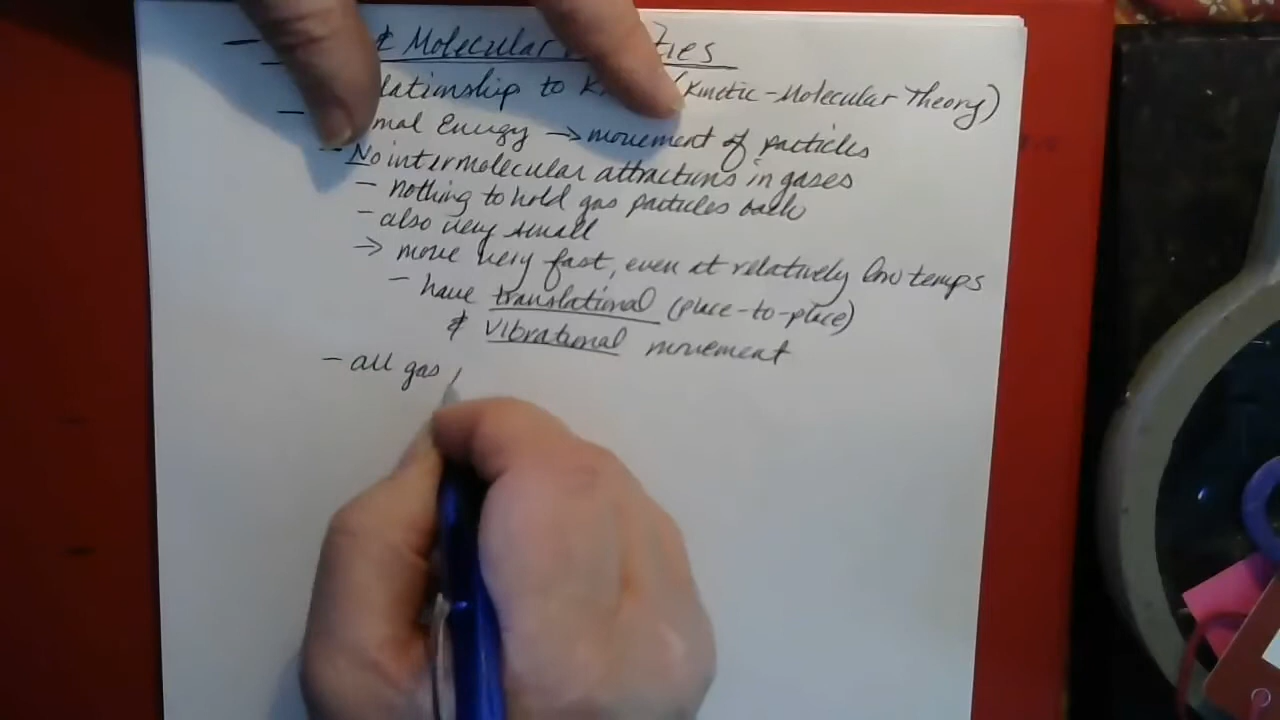 - & Molecular ties
lationship to K (Kinetic-Molecular Theory)
- mal Energy → movement of particles
- No intermolecular attractions in gases
- nothing to hold gas particles back
- also very small
→ move very fast, even at relatively low temps
- have translational (place-to-place)
& vibrational movement
- all gas